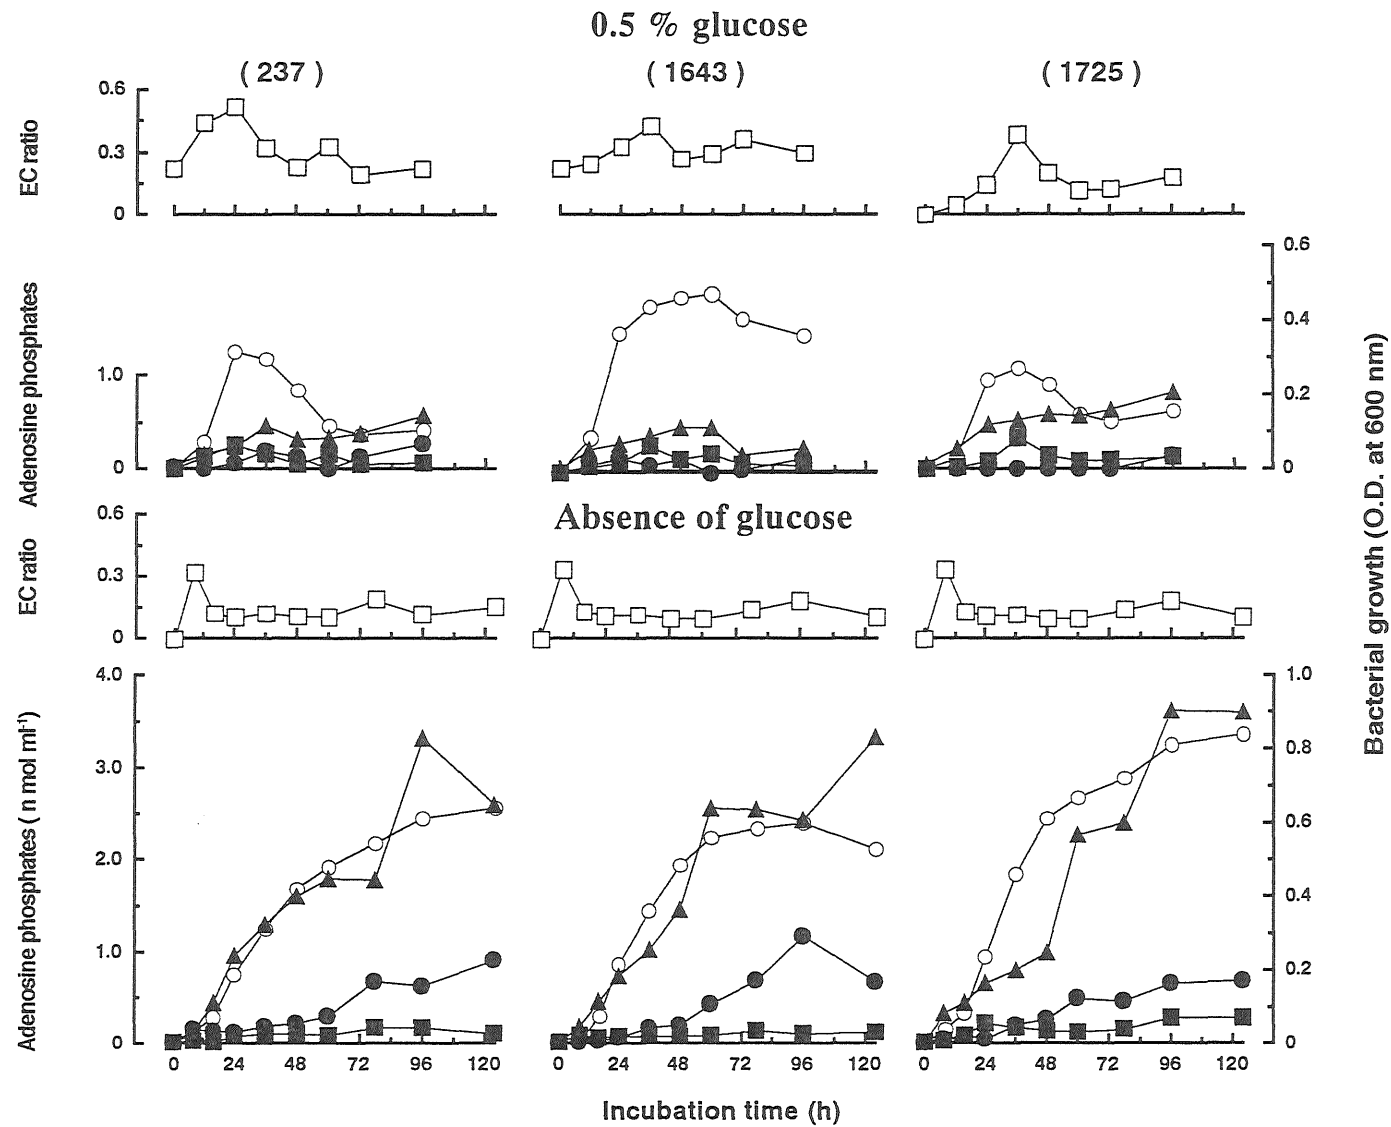 0.5 % glucose
( 237 )
( 1643 )
( 1725 )
EC ratio
0.6
0.3
0
Adenosine phosphates
1.0
0
0.6
0.4
0.2
0
Absence of glucose
EC ratio
0.6
0.3
0
Adenosine phosphates ( n mol ml⁻¹)
4.0
3.0
2.0
1.0
0
1.0
0.8
0.6
0.4
0.2
0
Bacterial growth (O.D. at 600 nm)
0 24 48 72 96 120
0 24 48 72 96 120
0 24 48 72 96 120
Incubation time (h)